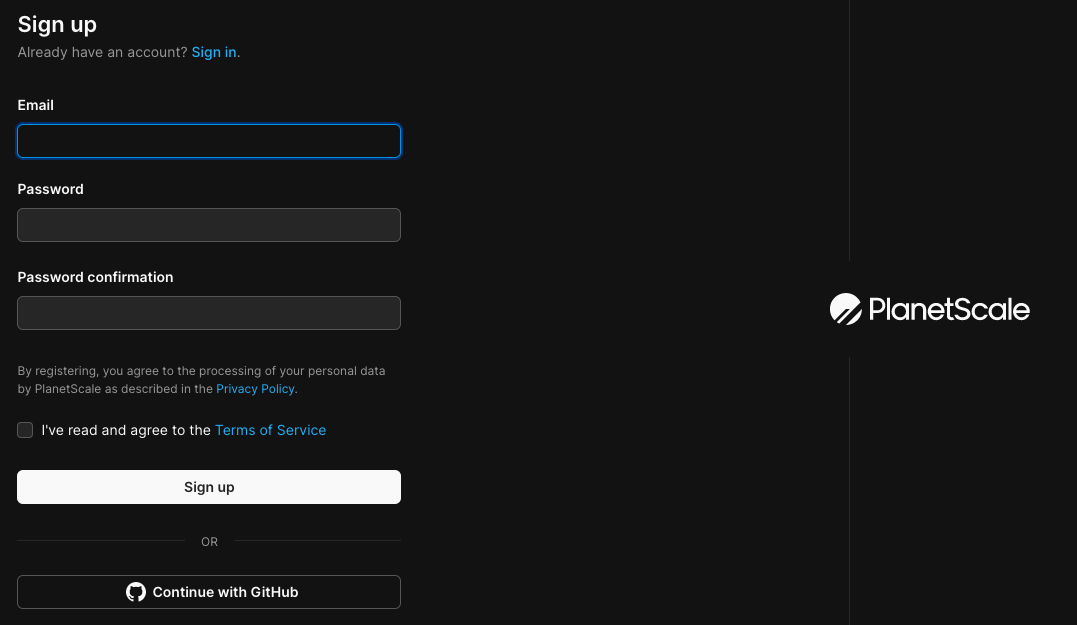 Sign up
Already have an account? Sign in.
Email
Password
Password confirmation
By registering, you agree to the processing of your personal data
by PlanetScale as described in the Privacy Policy.
I've read and agree to the Terms of Service
Sign up
OR
Continue with GitHub
PlanetScale